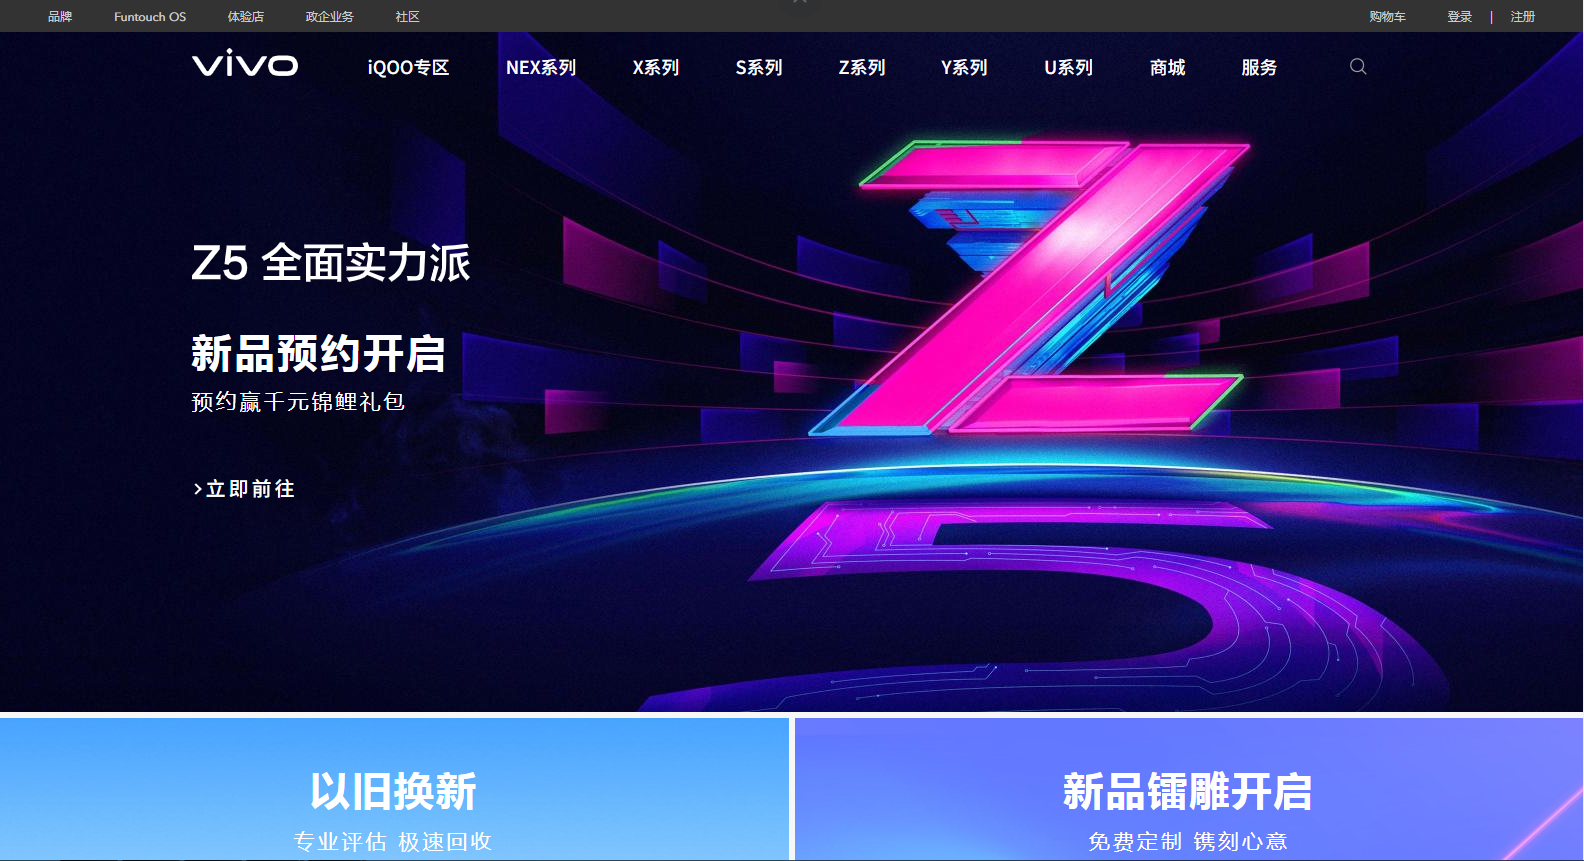 品牌 Funtouch OS 体验店 政企业务 社区 购物车 登录 | 注册
vivo iQOO专区 NEX系列 X系列 S系列 Z系列 Y系列 U系列 商城 服务
Z5 全面实力派
新品预约开启
预约赢千元锦鲤礼包
>立即前往
Z
5
以旧换新
专业评估 极速回收
新品镭雕开启
免费定制 镌刻心意